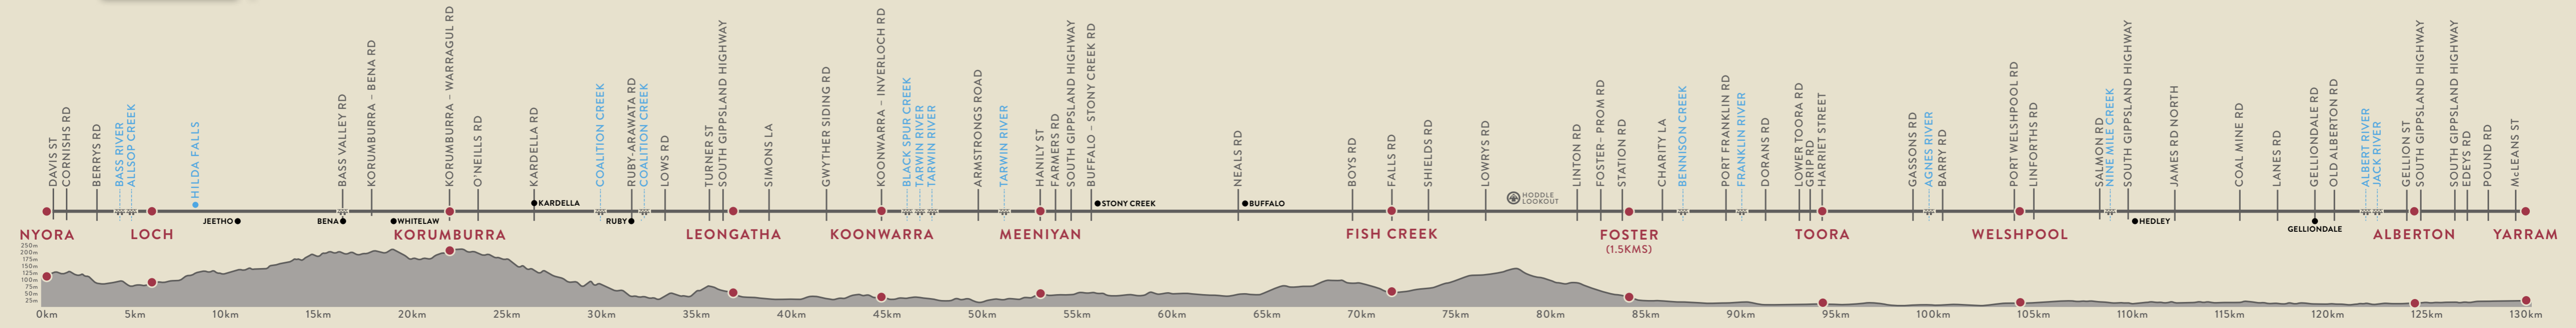 DAVIS ST
CORNISHS RD
BERRYS RD
BASS RIVER
ALLSOP CREEK
HILDA FALLS
BASS VALLEY RD
KORUMBURRA – BENA RD
KORUMBURRA – WARRAGUL RD
O'NEILLS RD
KARDELLA RD
COALITION CREEK
RUBY-ARAWATA RD
COALITION CREEK
LOWS RD
TURNER ST
SOUTH GIPPSLAND HIGHWAY
SIMONS LA
GWYTHER SIDING RD
KOONWARRA – INVERLOCH RD
BLACK SPUR CREEK
TARWIN RIVER
TARWIN RIVER
ARMSTRONGS ROAD
TARWIN RIVER
HANILY ST
FARMERS RD
SOUTH GIPPSLAND HIGHWAY
BUFFALO – STONY CREEK RD
NEALS RD
BOYS RD
FALLS RD
SHIELDS RD
LOWRYS RD
LINTON RD
FOSTER- PROM RD
STATION RD
CHARITY LA
BENNISON CREEK
PORT FRANKLIN RD
FRANKLIN RIVER
DORANS RD
LOWER TOORA RD
GRIP RD
HARRIET STREET
GASSONS RD
AGNES RIVER
BARRY RD
PORT WELSHPOOL RD
LINFORTHS RD
SALMON RD
NINE MILE CREEK
SOUTH GIPPSLAND HIGHWAY
JAMES RD NORTH
COAL MINE RD
LANES RD
GELLIONDALE RD
OLD ALBERTON RD
ALBERT RIVER
JACK RIVER
GELLION ST
SOUTH GIPPSLAND HIGHWAY
SOUTH GIPPSLAND HIGHWAY
EDEYS RD
POUND RD
McLEANS ST
HODDLE
LOOKOUT
KARDELLA
STONY CREEK
BUFFALO
JEETHO
BENA
WHITELAW
RUBY
HEDLEY
GELLIONDALE
NYORA
LOCH
KORUMBURRA
LEONGATHA
KOONWARRA
MEENIYAN
FISH CREEK
FOSTER
(1.5KMS)
TOORA
WELSHPOOL
ALBERTON
YARRAM
250m
200m
175m
125m
100m
75m
50m
25m
0km
5km
10km
15km
20km
25km
30km
35km
40km
45km
50km
55km
60km
65km
70km
75km
80km
85km
90km
95km
100km
105km
110km
115km
120km
125km
130km